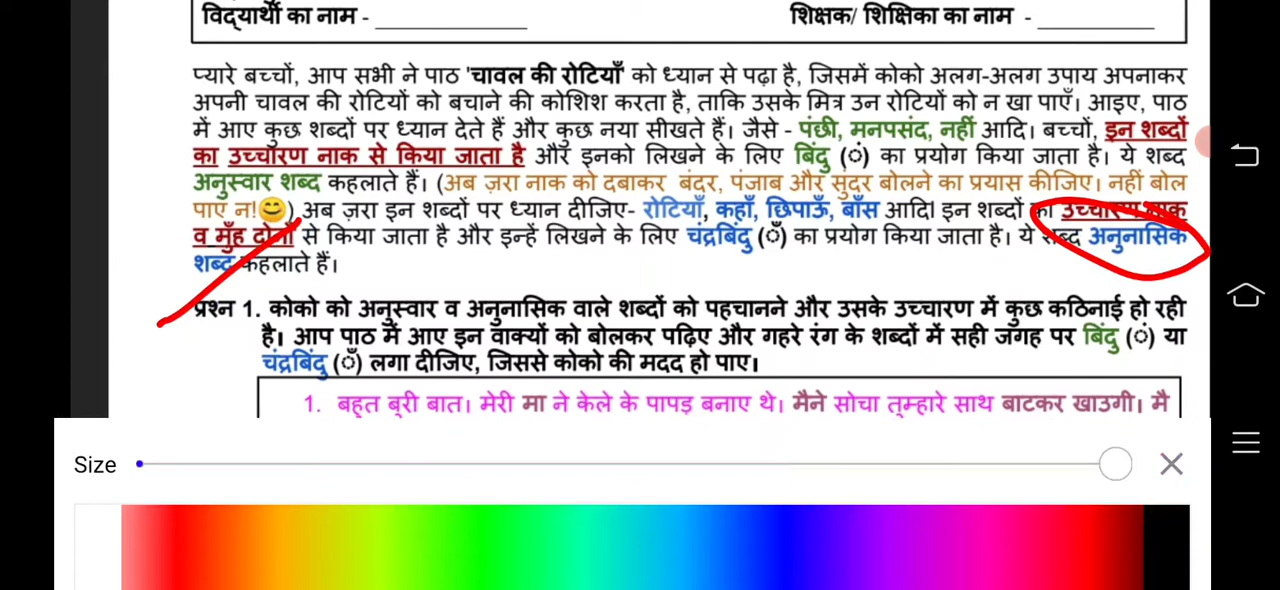 विद्यार्थी का नाम - ____________ शिक्षक/ शिक्षिका का नाम - _________
प्यारे बच्चों, आप सभी ने पाठ 'चावल की रोटियाँ' को ध्यान से पढ़ा है, जिसमें कोको अलग-अलग उपाय अपनाकर
अपनी चावल की रोटियों को बचाने की कोशिश करता है, ताकि उसके मित्र उन रोटियों को न खा पाएँ। आइए, पाठ
में आए कुछ शब्दों पर ध्यान देते हैं और कुछ नया सीखते हैं। जैसे - पंछी, मनपसंद, नहीं आदि। बच्चों, इन शब्दों
का उच्चारण नाक से किया जाता है और इनको लिखने के लिए बिंदु (ं) का प्रयोग किया जाता है। ये शब्द
अनुस्वार शब्द कहलाते हैं। (अब ज़रा नाक को दबाकर बंदर, पंजाब और सुंदर बोलने का प्रयास कीजिए। नहीं बोल
पाए न!😊) अब ज़रा इन शब्दों पर ध्यान दीजिए- रोटियाँ, कहाँ, छिपाऊँ, बाँस आदि। इन शब्दों का उच्चारण नाक
व मुँह दोनों से किया जाता है और इन्हें लिखने के लिए चंद्रबिंदु (ँ) का प्रयोग किया जाता है। ये शब्द अनुनासिक
शब्द कहलाते हैं।
प्रश्न 1. कोको को अनुस्वार व अनुनासिक वाले शब्दों को पहचानने और उसके उच्चारण में कुछ कठिनाई हो रही
है। आप पाठ में आए इन वाक्यों को बोलकर पढ़िए और गहरे रंग के शब्दों में सही जगह पर बिंदु (ं) या
चंद्रबिंदु (ँ) लगा दीजिए, जिससे कोको की मदद हो पाए।
1. बहुत बुरी बात। मेरी मा ने केले के पापड़ बनाए थे। मैने सोचा तुम्हारे साथ बाटकर खाउगी। मै
Size